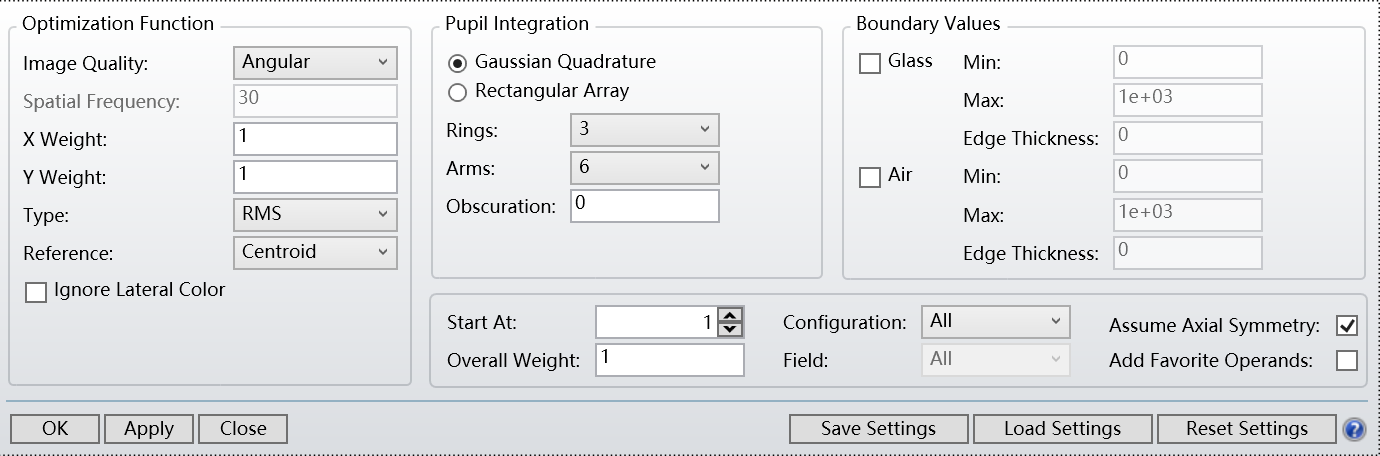 Optimization Function
Image Quality: Angular
Spatial Frequency: 30
X Weight: 1
Y Weight: 1
Type: RMS
Reference: Centroid
Ignore Lateral Color
Pupil Integration
Gaussian Quadrature
Rectangular Array
Rings: 3
Arms: 6
Obscuration: 0
Boundary Values
Glass Min: 0
Max: 1e+03
Edge Thickness: 0
Air Min: 0
Max: 1e+03
Edge Thickness: 0
Start At: 1 Configuration: All Assume Axial Symmetry:
Overall Weight: 1 Field: All Add Favorite Operands:
OK Apply Close Save Settings Load Settings Reset Settings ?